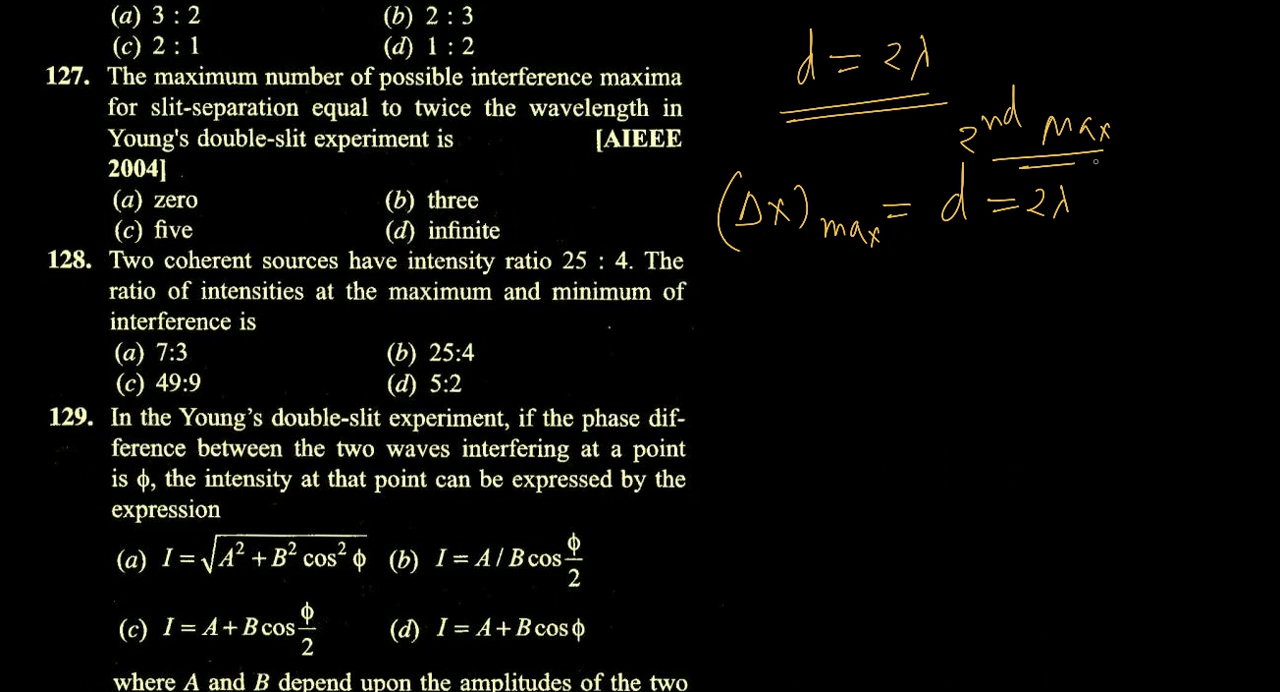 (a) 3 : 2 (b) 2 : 3
(c) 2 : 1 (d) 1 : 2
127. The maximum number of possible interference maxima
for slit-separation equal to twice the wavelength in
Young's double-slit experiment is [AIEEE
2004]
(a) zero (b) three
(c) five (d) infinite
128. Two coherent sources have intensity ratio 25 : 4. The
ratio of intensities at the maximum and minimum of
interference is
(a) 7:3 (b) 25:4
(c) 49:9 (d) 5:2
129. In the Young's double-slit experiment, if the phase dif-
ference between the two waves interfering at a point
is ϕ, the intensity at that point can be expressed by the
expression
(a) I = √(A² + B² cos² ϕ) (b) I = A / B cos ϕ/2
(c) I = A + B cos ϕ/2 (d) I = A + B cos ϕ
where A and B depend upon the amplitudes of the two
d = 2λ
2nd Max
(Δx)max = d = 2λ